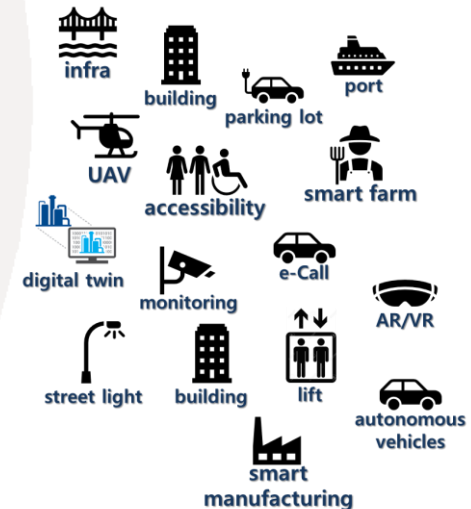 infra
building
parking lot
port
UAV
accessibility
smart farm
digital twin
monitoring
e-Call
AR/VR
street light
building
lift
autonomous
vehicles
smart
manufacturing